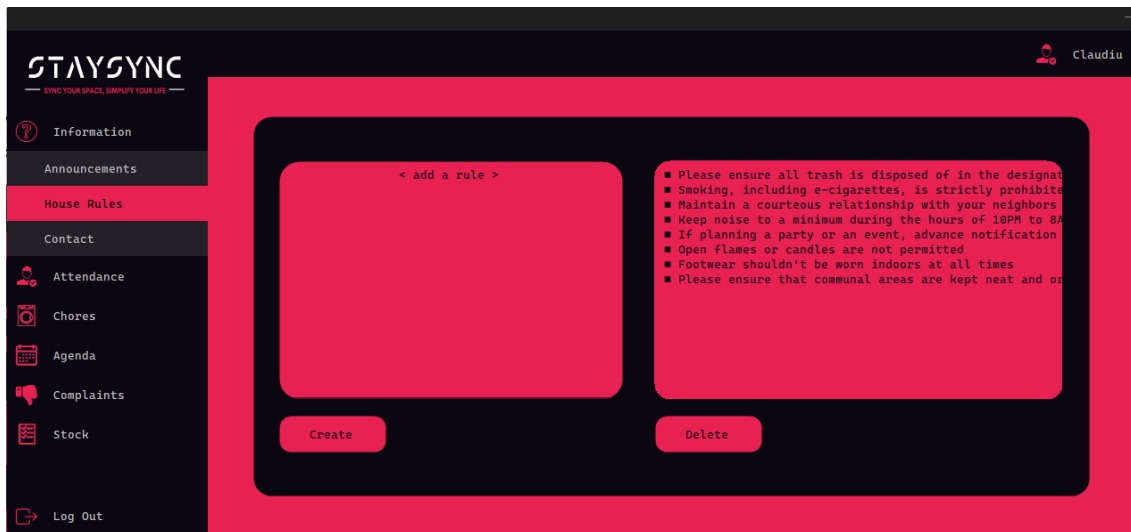 STAYSYNC
SYNC YOUR SPACE, SIMPLIFY YOUR LIFE
Claudiu
Information
Announcements
House Rules
Contact
Attendance
Chores
Agenda
Complaints
Stock
Log Out
< add a rule >
Create
■ Please ensure all trash is disposed of in the designat
■ Smoking, including e-cigarettes, is strictly prohibite
■ Maintain a courteous relationship with your neighbors
■ Keep noise to a minimum during the hours of 10PM to 8A
■ If planning a party or an event, advance notification
■ Open flames or candles are not permitted
■ Footwear shouldn't be worn indoors at all times
■ Please ensure that communal areas are kept neat and or
Delete